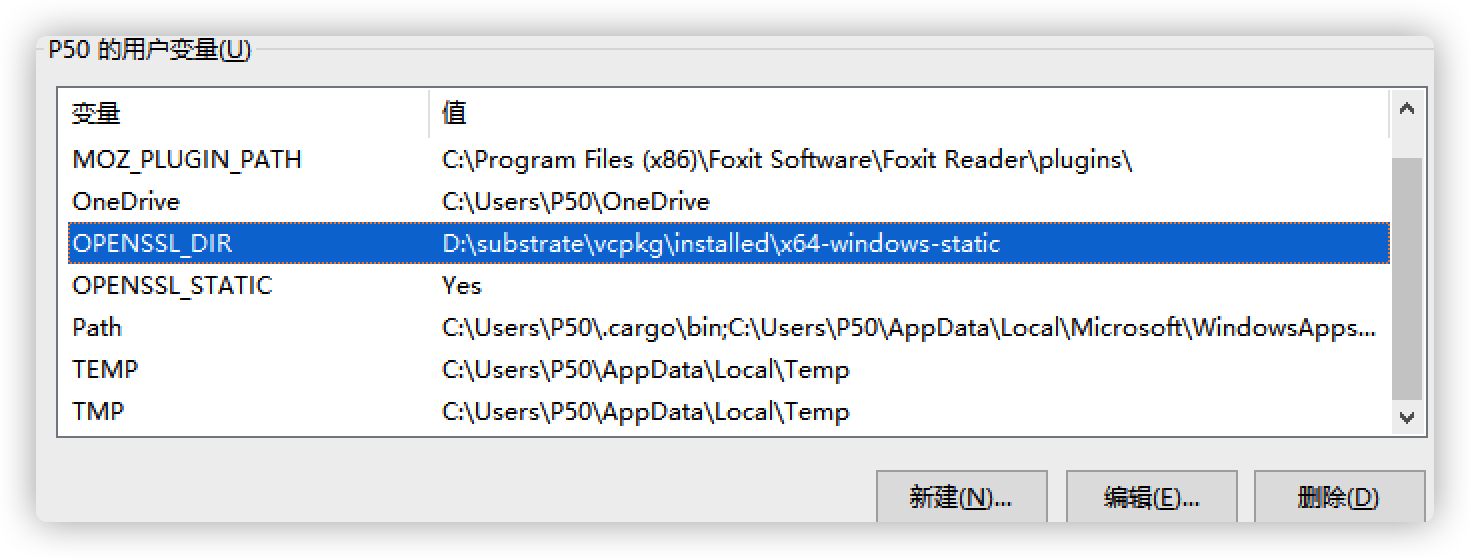 P50 的用户变量(U)
变量 值
MOZ_PLUGIN_PATH C:\Program Files (x86)\Foxit Software\Foxit Reader\plugins\
OneDrive C:\Users\P50\OneDrive
OPENSSL_DIR D:\substrate\vcpkg\installed\x64-windows-static
OPENSSL_STATIC Yes
Path C:\Users\P50\.cargo\bin;C:\Users\P50\AppData\Local\Microsoft\WindowsApps...
TEMP C:\Users\P50\AppData\Local\Temp
TMP C:\Users\P50\AppData\Local\Temp
新建(N)... 编辑(E)... 删除(D)